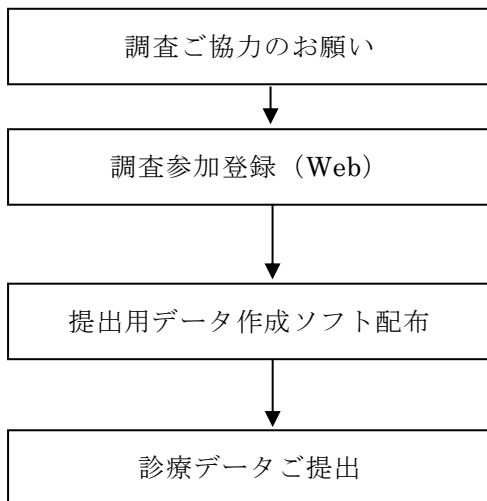 調査ご協力のお願い
調査参加登録（Web）
提出用データ作成ソフト配布
診療データご提出